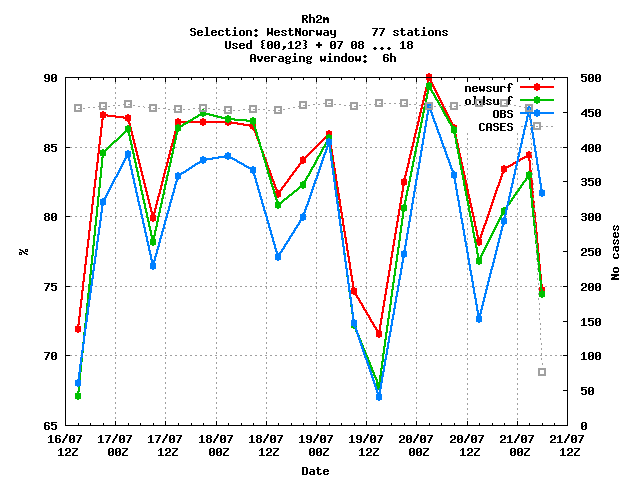 Rh2m
Selection: WestNorway 77 stations
Used {00,12} + 07 08 ... 18
Averaging window: 6h
newsurf
oldsurf
OBS
CASES
%
90
85
80
75
70
65
No cases
500
450
400
350
300
250
200
150
100
50
0
16/07 17/07 17/07 18/07 18/07 19/07 19/07 20/07 20/07 21/07 21/07
12Z 00Z 12Z 00Z 12Z 00Z 12Z 00Z 12Z 00Z 12Z
Date